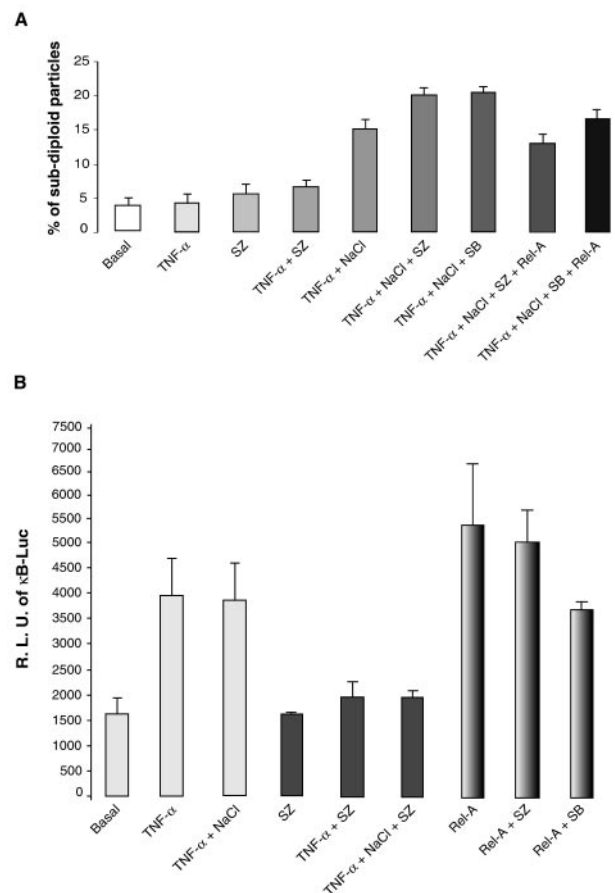 A
% of sub-diploid particles
25
20
15
10
5
0
Basal
TNF-α
SZ
TNF-α + SZ
TNF-α + NaCl
TNF-α + NaCl + SZ
TNF-α + NaCl + SB
TNF-α + NaCl + SZ + Rel-A
TNF-α + NaCl + SB + Rel-A
B
R. L. U. of κB-Luc
7500
7000
6500
6000
5500
5000
4500
4000
3500
3000
2500
2000
1500
1000
500
0
Basal
TNF-α
TNF-α + NaCl
SZ
TNF-α + SZ
TNF-α + NaCl + SZ
Rel-A
Rel-A + SZ
Rel-A + SB